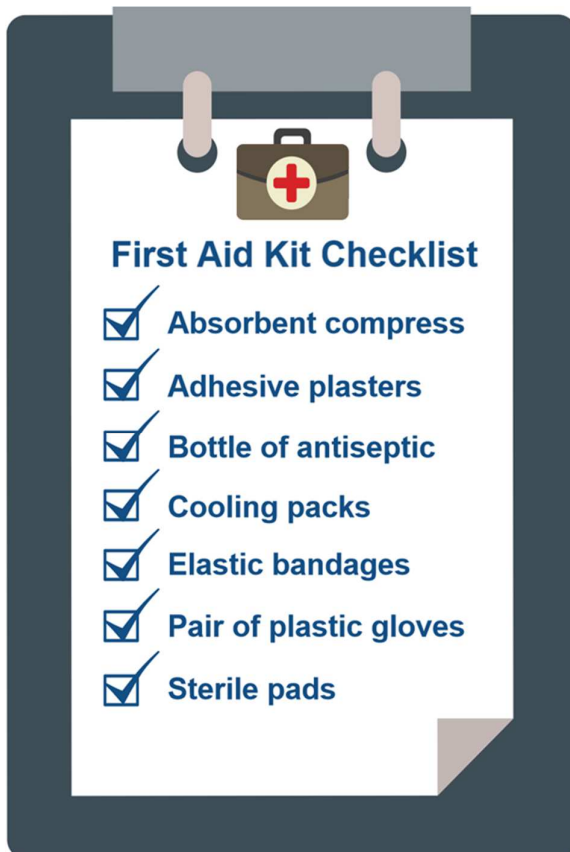 First Aid Kit Checklist
Absorbent compress
Adhesive plasters
Bottle of antiseptic
Cooling packs
Elastic bandages
Pair of plastic gloves
Sterile pads